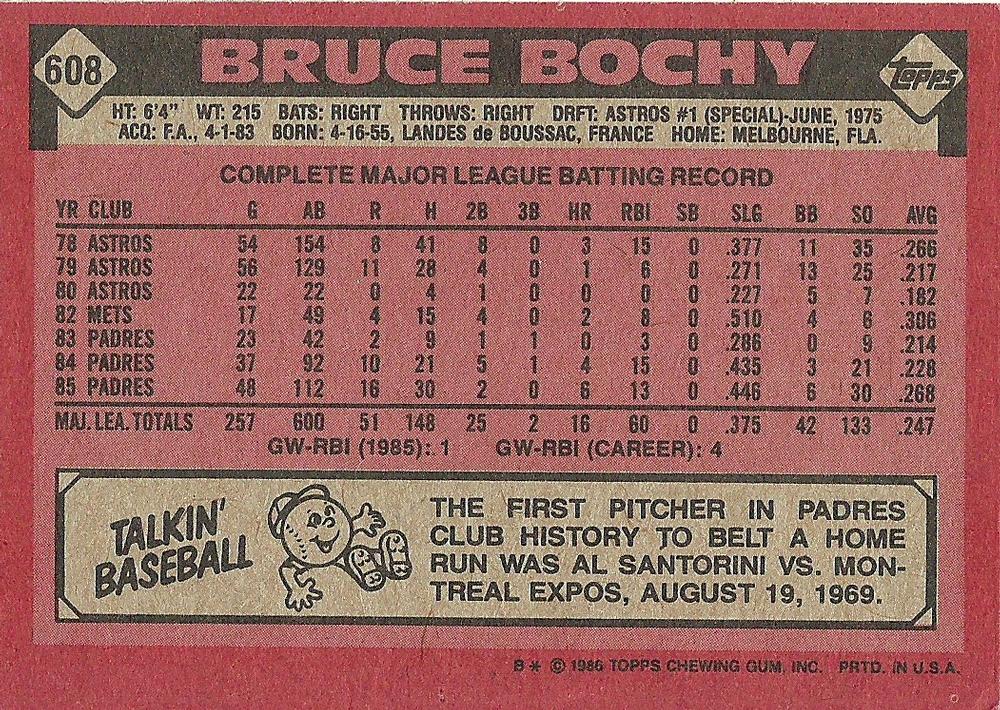 608 BRUCE BOCHY TOPPS
HT: 6'4" WT: 215 BATS: RIGHT THROWS: RIGHT DRFT: ASTROS #1 (SPECIAL)-JUNE, 1975
ACQ: F.A., 4-1-83 BORN: 4-16-55, LANDES de BOUSSAC, FRANCE HOME: MELBOURNE, FLA.
COMPLETE MAJOR LEAGUE BATTING RECORD
YR CLUB G AB R H 2B 3B HR RBI SB SLG BB SO AVG
78 ASTROS 54 154 8 41 8 0 3 15 0 .377 11 35 .266
79 ASTROS 56 129 11 28 4 0 1 6 0 .271 13 25 .217
80 ASTROS 22 22 0 4 1 0 0 0 0 .227 5 7 .182
82 METS 17 49 4 15 4 0 2 8 0 .510 4 6 .306
83 PADRES 23 42 2 9 1 1 0 3 0 .286 0 9 .214
84 PADRES 37 92 10 21 5 1 4 15 0 .435 3 21 .228
85 PADRES 48 112 16 30 2 0 6 13 0 .446 6 30 .268
MAJ. LEA. TOTALS 257 600 51 148 25 2 16 60 0 .375 42 133 .247
GW-RBI (1985): 1 GW-RBI (CAREER): 4
TALKIN'
BASEBALL
THE FIRST PITCHER IN PADRES
CLUB HISTORY TO BELT A HOME
RUN WAS AL SANTORINI VS. MON-
TREAL EXPOS, AUGUST 19, 1969.
B* © 1986 TOPPS CHEWING GUM, INC. PRTD. IN U.S.A.